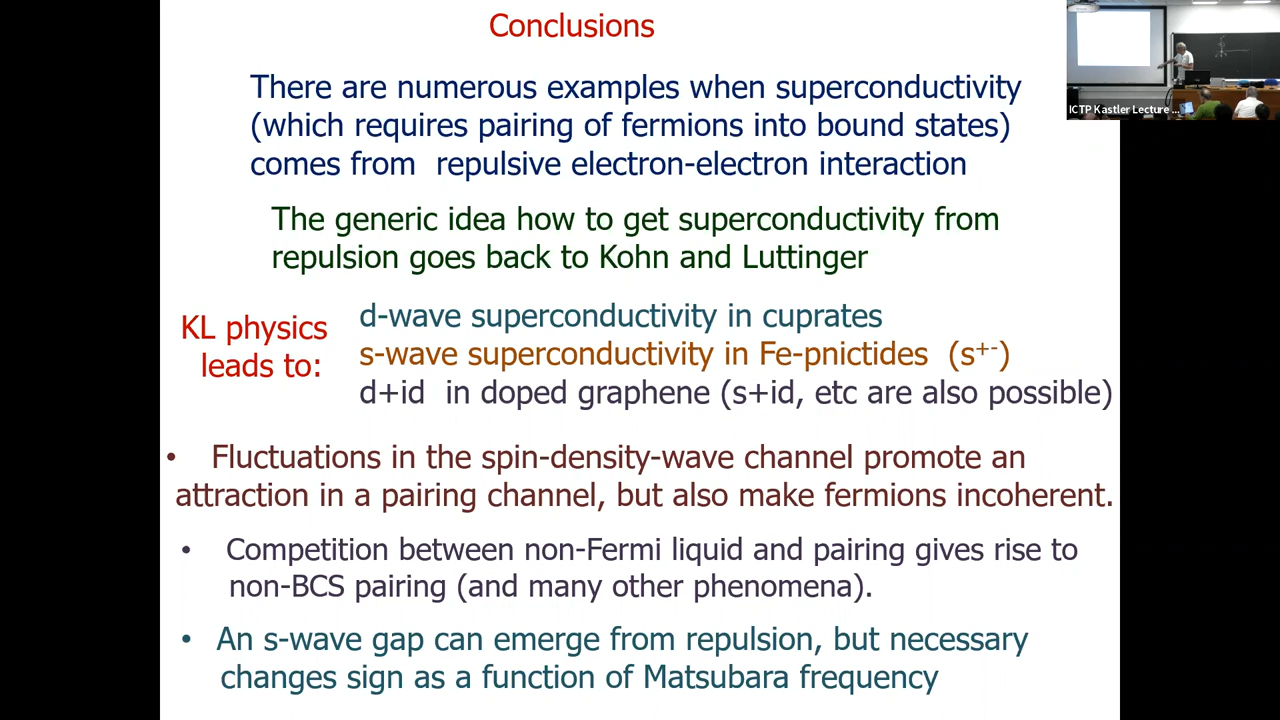 Conclusions
There are numerous examples when superconductivity
(which requires pairing of fermions into bound states)
comes from repulsive electron-electron interaction
The generic idea how to get superconductivity from
repulsion goes back to Kohn and Luttinger
KL physics
leads to:
d-wave superconductivity in cuprates
s-wave superconductivity in Fe-pnictides (s⁺⁻)
d+id in doped graphene (s+id, etc are also possible)
• Fluctuations in the spin-density-wave channel promote an
attraction in a pairing channel, but also make fermions incoherent.
• Competition between non-Fermi liquid and pairing gives rise to
non-BCS pairing (and many other phenomena).
• An s-wave gap can emerge from repulsion, but necessary
changes sign as a function of Matsubara frequency
ICTP Kastler Lecture ...